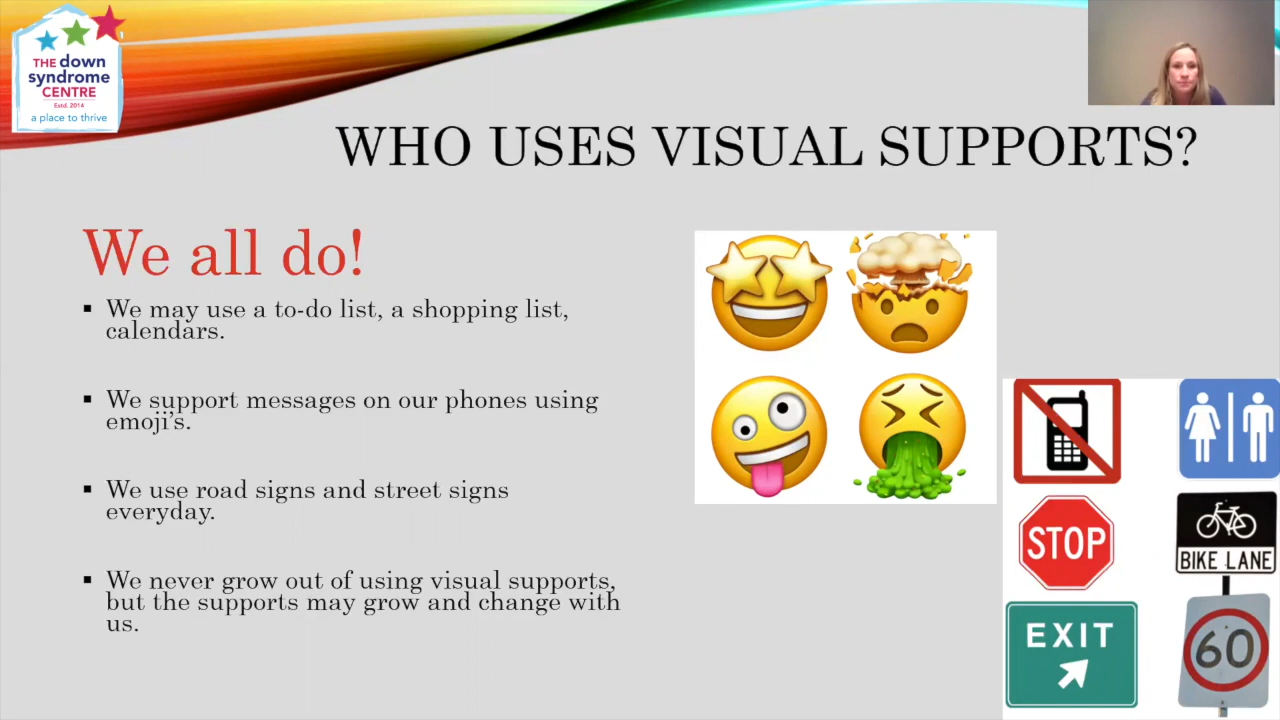 THE down
syndrome
CENTRE
Estd. 2014
a place to thrive
WHO USES VISUAL SUPPORTS?
We all do!
▪ We may use a to-do list, a shopping list,
calendars.
▪ We support messages on our phones using
emoji's.
▪ We use road signs and street signs
everyday.
▪ We never grow out of using visual supports,
but the supports may grow and change with
us.
STOP
BIKE LANE
EXIT
60